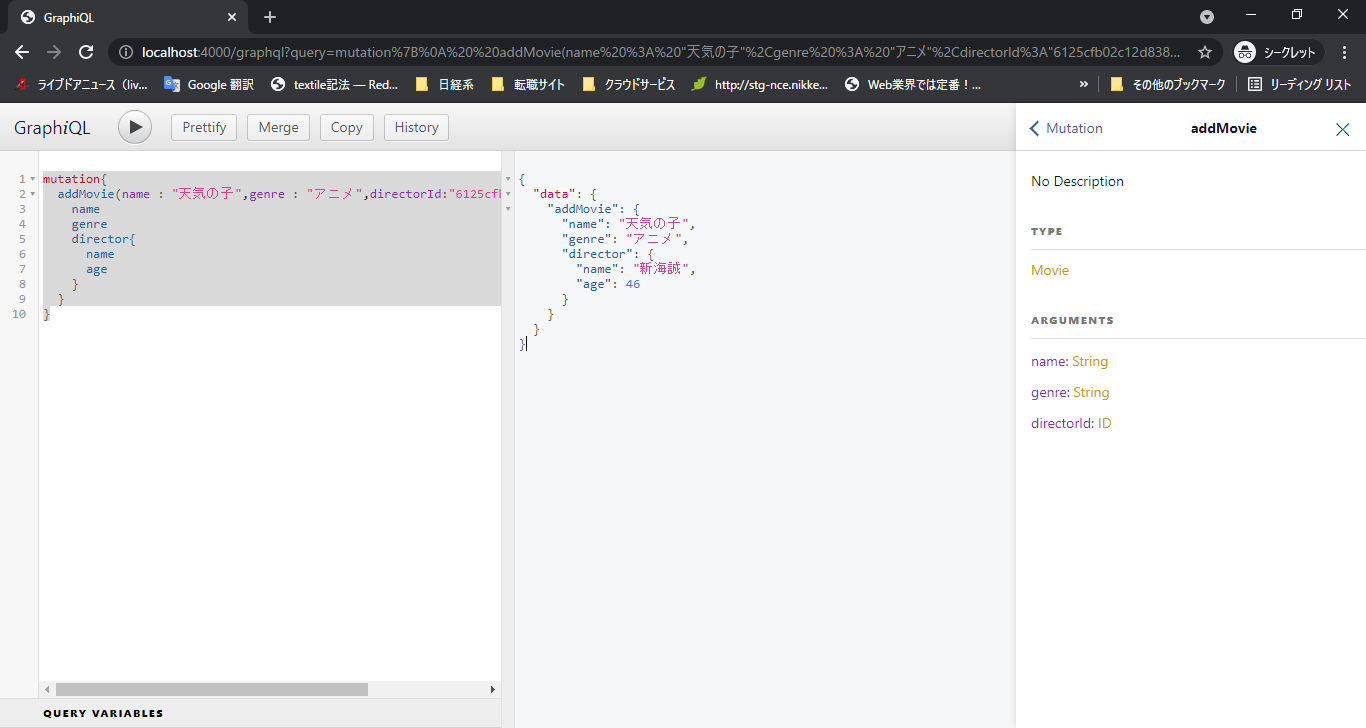 GraphiQL
localhost:4000/graphql?query=mutation%7B%0A%20%20addMovie(name%20%3A%20"天気の子"%2Cgenre%20%3A%20"アニメ"%2CdirectorId%3A"6125cfb02c12d838...
シークレット
ライブドアニュース（liv...
Google 翻訳
textile記法 — Red...
日経系
転職サイト
クラウドサービス
http://stg-nce.nikke...
Web業界では定番！...
»
その他のブックマーク
リーディング リスト
GraphiQL
Prettify
Merge
Copy
History
Mutation
addMovie
1 mutation{
2 addMovie(name : "天気の子",genre : "アニメ",directorId:"6125cf
3 name
4 genre
5 director{
6 name
7 age
8 }
9 }
10 }
{
"data": {
"addMovie": {
"name": "天気の子",
"genre": "アニメ",
"director": {
"name": "新海誠",
"age": 46
}
}
}
}
No Description
TYPE
Movie
ARGUMENTS
name: String
genre: String
directorId: ID
QUERY VARIABLES